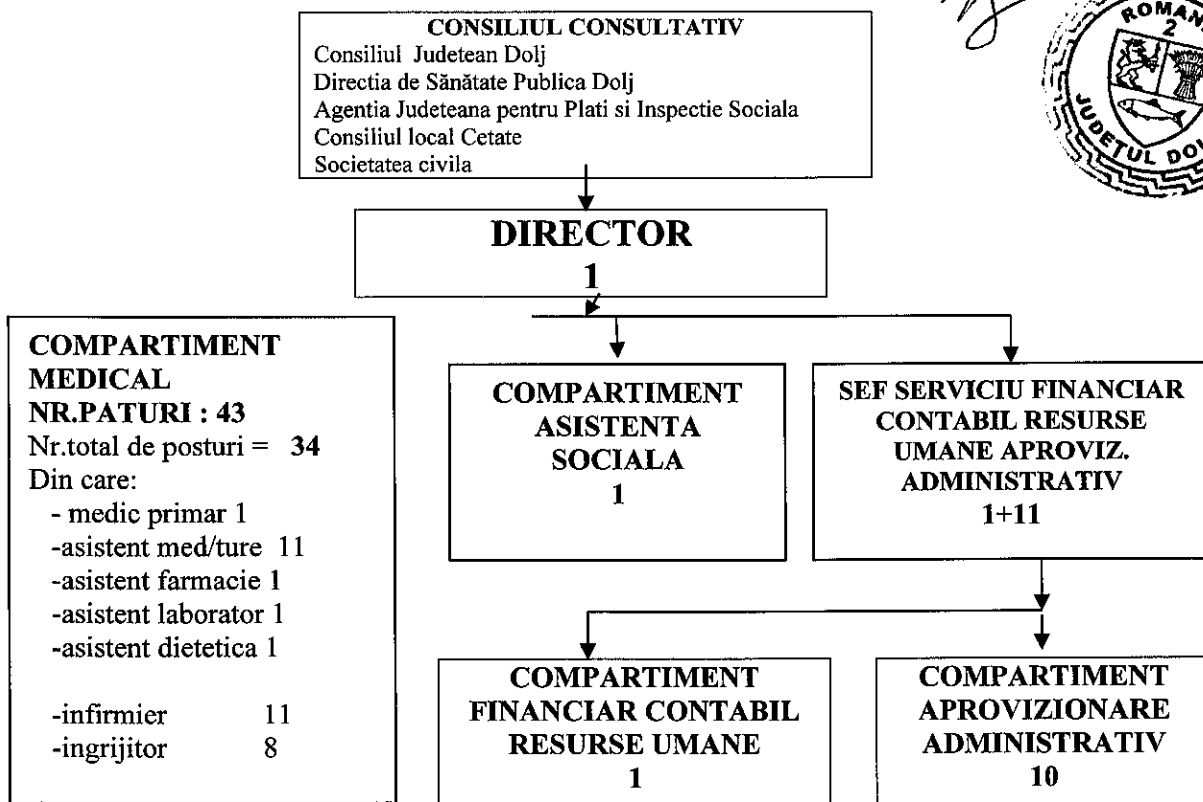 CONSILIUL CONSULTATIV
Consiliul Judetean Dolj
Directia de Sănătate Publica Dolj
Agentia Judeteana pentru Plati si Inspectie Sociala
Consiliul local Cetate
Societatea civila
2
JUDEŢUL
DIRECTOR
1
COMPARTIMENT
MEDICAL
NR.PATURI : 43
Nr.total de posturi = 34
Din care:
- medic primar 1
-asistent med/ture 11
-asistent farmacie 1
-asistent laborator 1
-asistent dietetica 1
-infirmier 11
-ingrijitor 8
COMPARTIMENT
ASISTENTA
SOCIALA
1
SEF SERVICIU FINANCIAR
CONTABIL RESURSE
UMANE APROVIZ.
ADMINISTRATIV
1+11
COMPARTIMENT
FINANCIAR CONTABIL
RESURSE UMANE
1
COMPARTIMENT
APROVIZIONARE
ADMINISTRATIV
10